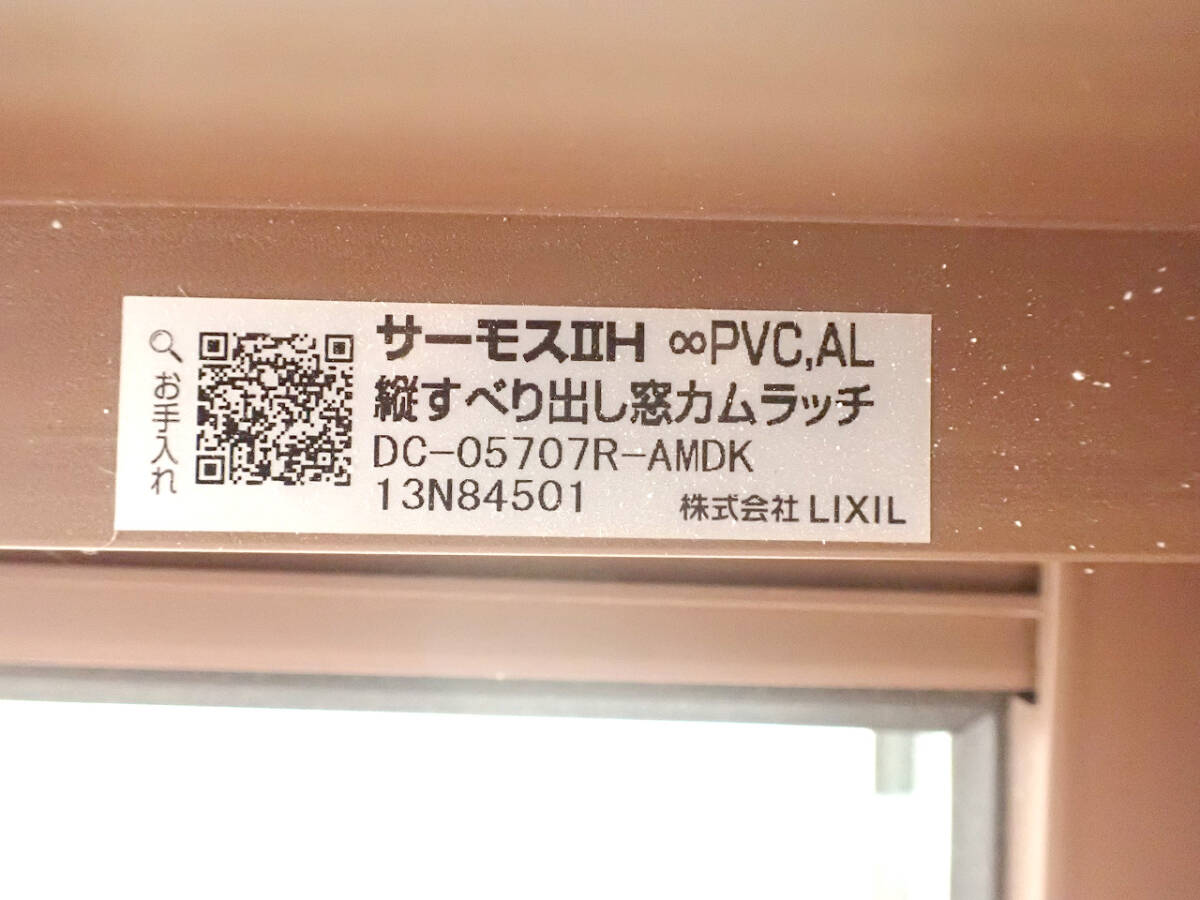 お手入れ
サーモスⅡH ∞PVC,AL
縦すべり出し窓カムラッチ
DC-05707R-AMDK
13N84501 株式会社 LIXIL